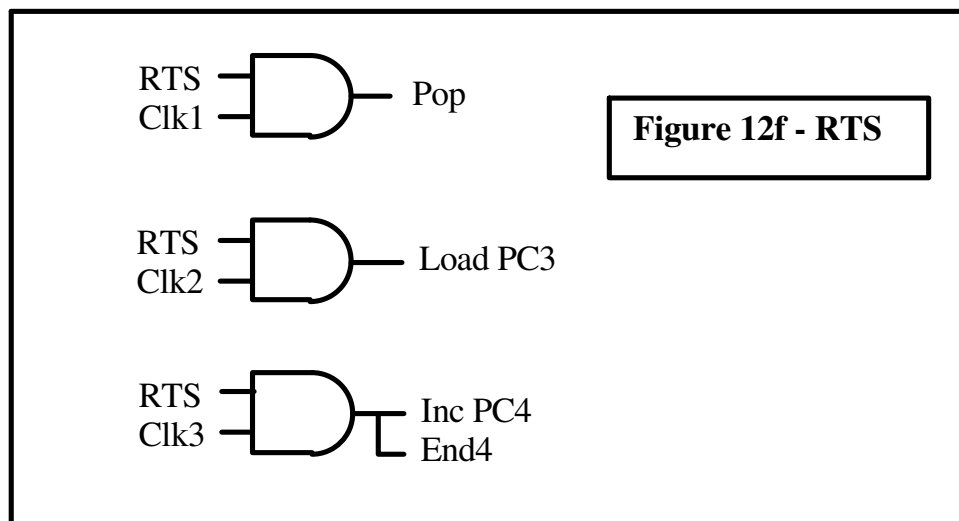 RTS
Clk1
Pop
Figure 12f - RTS
RTS
Clk2
Load PC3
RTS
Clk3
Inc PC4
End4